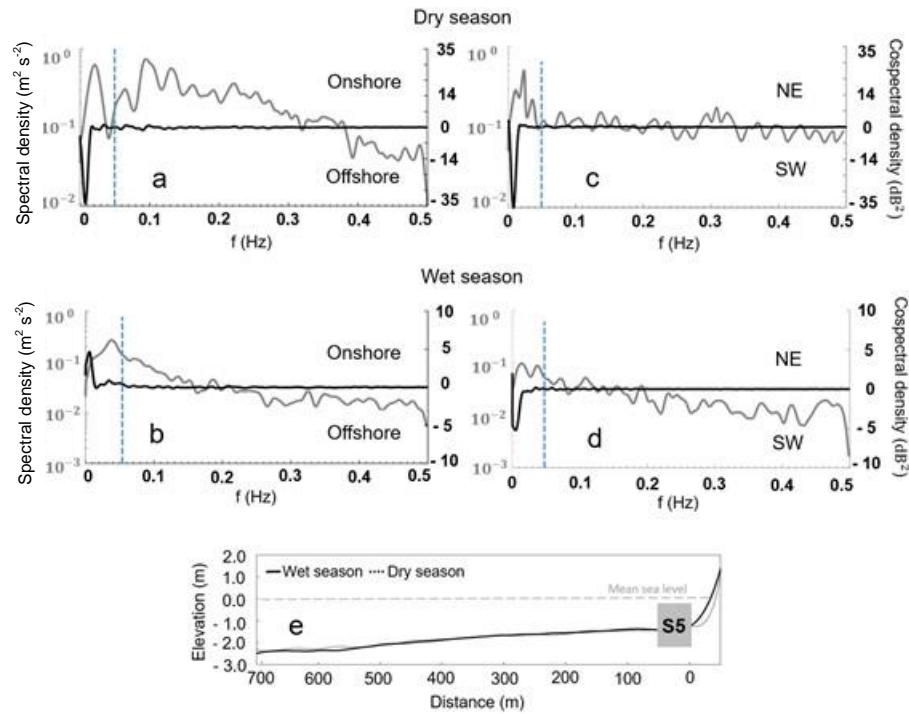 Dry season
Spectral density (m² s⁻²)
10⁰
10⁻¹
10⁻²
35
14
0
- 14
- 35
Onshore
Offshore
a
0 0.1 0.2 0.3 0.4 0.5
f (Hz)
10⁰
10⁻¹
10⁻²
35
14
0
-14
-35
Cospectral density (dB²)
NE
SW
c
0 0.1 0.2 0.3 0.4 0.5
f (Hz)
Wet season
Spectral density (m² s⁻²)
10⁰
10⁻¹
10⁻²
10⁻³
10
5
0
-5
-10
Onshore
Offshore
b
0 0.1 0.2 0.3 0.4 0.5
f (Hz)
10⁰
10⁻¹
10⁻²
10⁻³
10
5
0
-5
- 10
Cospectral density (dB²)
NE
SW
d
0 0.1 0.2 0.3 0.4 0.5
f (Hz)
Elevation (m)
2.0
1.0
0.0
- 1.0
- 2.0
- 3.0
Wet season Dry season
Mean sea level
e
S5
700 600 500 400 300 200 100 0
Distance (m)